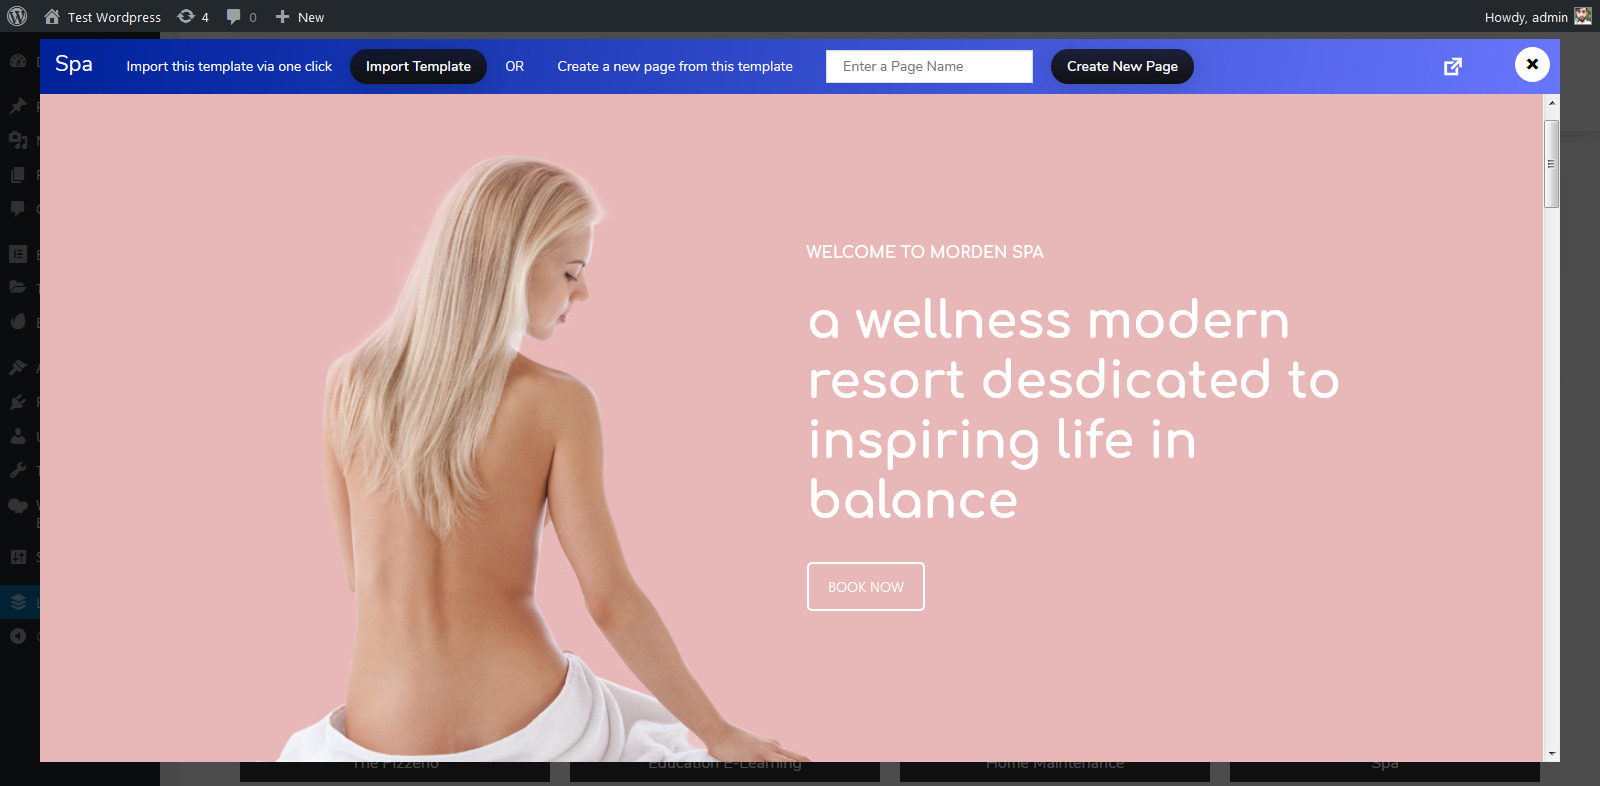 Test Wordpress 4 0 New Howdy, admin
Spa Import this template via one click Import Template OR Create a new page from this template Enter a Page Name Create New Page
WELCOME TO MORDEN SPA
a wellness modern
resort desdicated to
inspiring life in
balance
BOOK NOW
The Pizzeno Education E-Learning Home Maintenance Spa